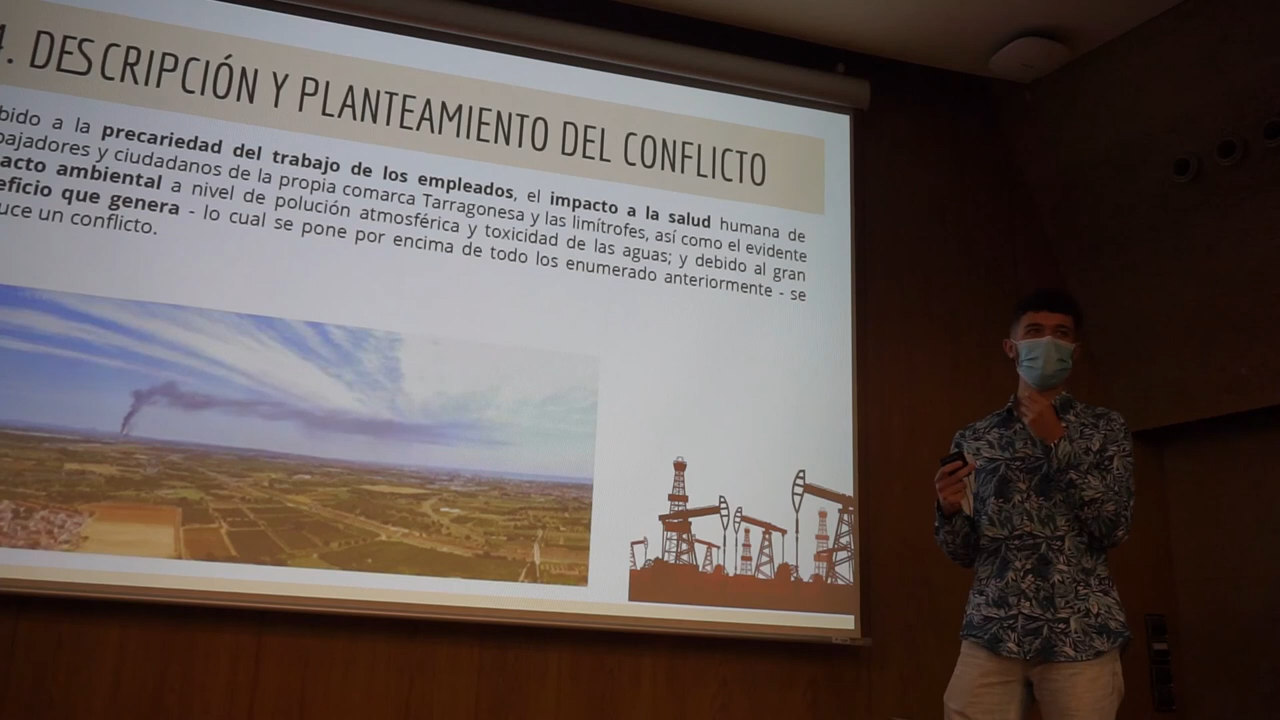 4. DESCRIPCIÓN Y PLANTEAMIENTO DEL CONFLICTO
bido a la precariedad del trabajo de los empleados, el impacto a la salud humana de
bajadores y ciudadanos de la propia comarca Tarragonesa y las limítrofes, así como el evidente
acto ambiental a nivel de polución atmosférica y toxicidad de las aguas; y debido al gran
eficio que genera - lo cual se pone por encima de todo los enumerado anteriormente - se
uce un conflicto.